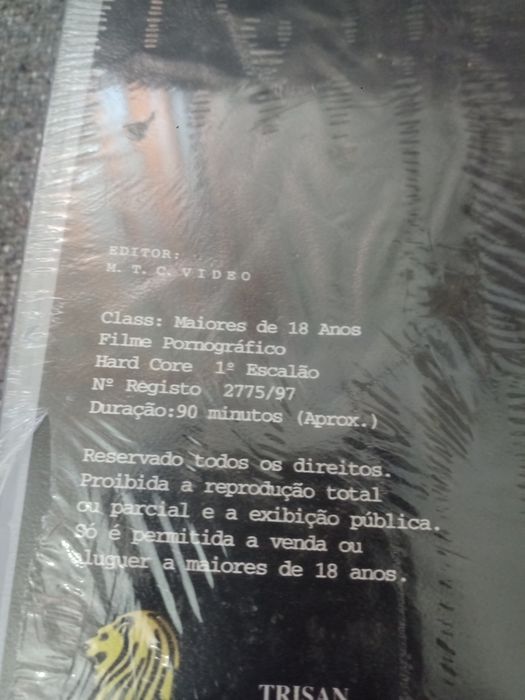 EDITOR:
M. T. C. VIDEO
Class: Maiores de 18 Anos
Filme Pornográfico
Hard Core 1º Escalão
Nº Registo 2775/97
Duração:90 minutos (Aprox.)
Reservado todos os direitos.
Proibida a reprodução total
ou parcial e a exibição pública.
Só é permitida a venda ou
aluguer a maiores de 18 anos.
TRISAN